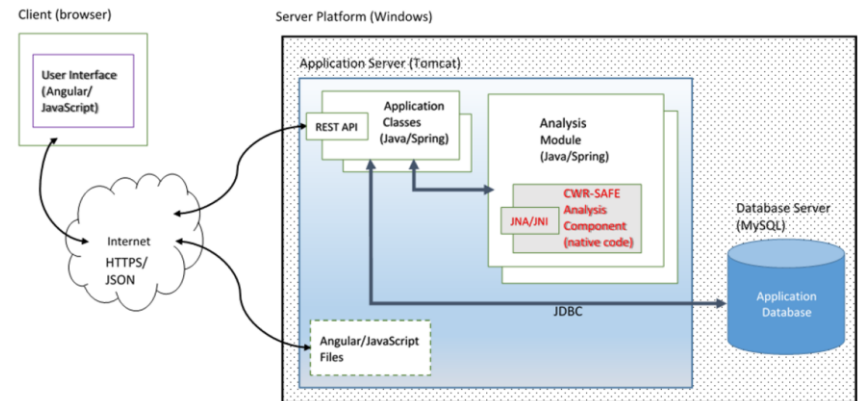 Client (browser)
Server Platform (Windows)
User Interface
(Angular/
JavaScript)
Application Server (Tomcat)
REST API
Application
Classes
(Java/Spring)
Analysis
Module
(Java/Spring)
CWR-SAFE
Analysis
Component
(native code)
JNA/JNI
Internet
HTTPS/
JSON
Database Server
(MySQL)
Application
Database
JDBC
Angular/JavaScript
Files